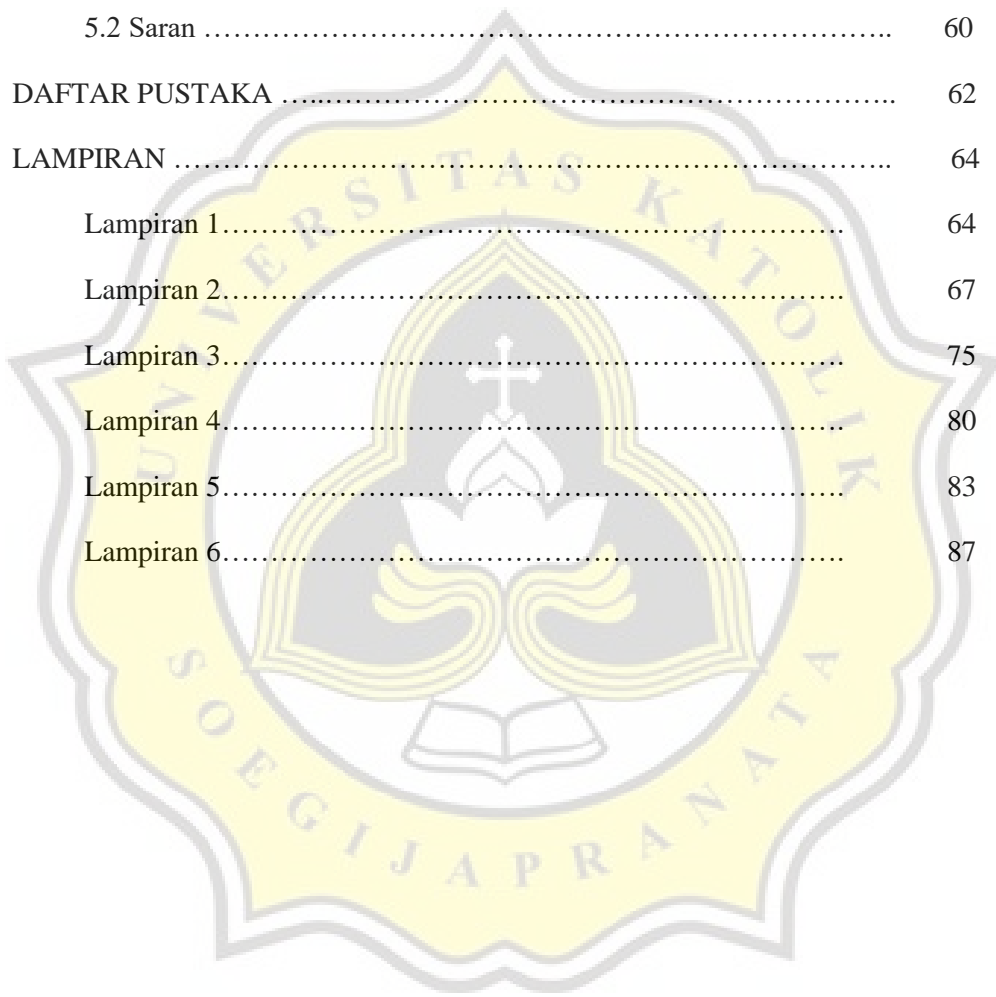 5.2 Saran ………………………………………………………….. 60
DAFTAR PUSTAKA …..……………………………………………….. 62
LAMPIRAN …………………………………………………………….. 64
Lampiran 1……………………………………………………. 64
Lampiran 2……………………………………………………. 67
Lampiran 3……………………………………………………. 75
Lampiran 4……………………………………………………. 80
Lampiran 5……………………………………………………. 83
Lampiran 6……………………………………………………. 87
UNIVERSITAS KATOLIK
SOEGIJAPRANATA